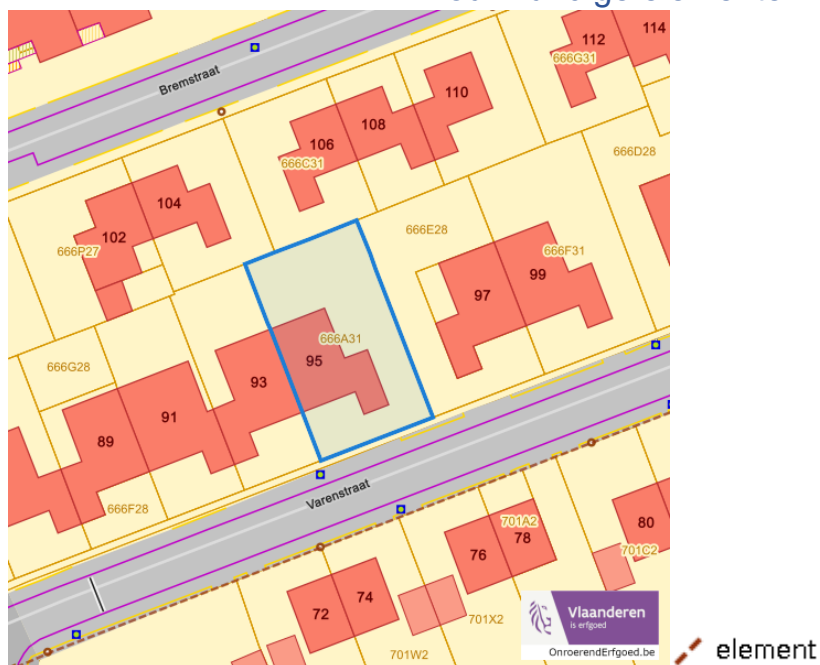 112
114
666G31
Bremstraat
110
108
106
666C31
666D28
104
102
666P27
666E28
666F31
99
97
666A31
95
93
666G28
91
89
666F28
Varenstraat
701A2
78
76
80
701C2
74
72
701X2
701W2
Vlaanderen
is erfgoed
OnroerendErfgoed.be
element